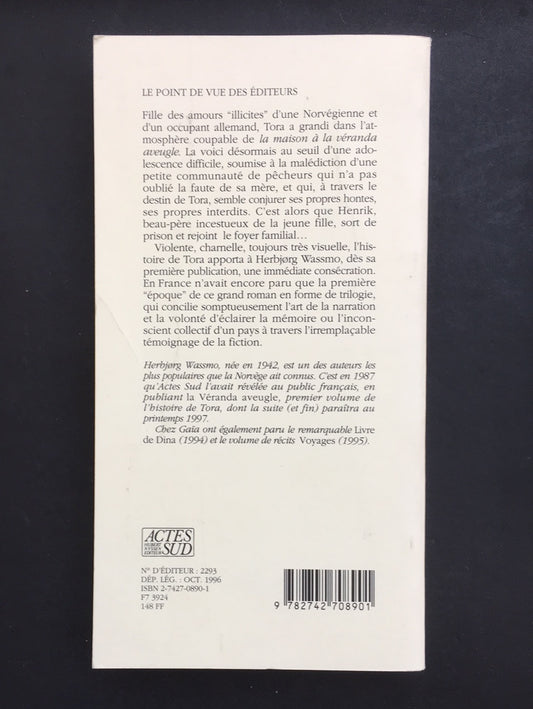 LE POINT DE VUE DES ÉDITEURS
Fille des amours “illicites” d’une Norvégienne et
d’un occupant allemand, Tora a grandi dans l’at-
mosphère coupable de la maison à la véranda
aveugle. La voici désormais au seuil d’une ado-
lescence difficile, soumise à la malédiction d’une
petite communauté de pêcheurs qui n’a pas
oublié la faute de sa mère, et qui, à travers le
destin de Tora, semble conjurer ses propres hontes,
ses propres interdits. C’est alors que Henrik,
beau-père incestueux de la jeune fille, sort de
prison et rejoint le foyer familial...
Violente, charnelle, toujours très visuelle, l’his-
toire de Tora apporta à Herbjørg Wassmo, dès sa
première publication, une immédiate consécration.
En France n’avait encore paru que la première
“époque” de ce grand roman en forme de trilogie,
qui concilie somptueusement l’art de la narration
et la volonté d’éclairer la mémoire ou l’incon-
scient collectif d’un pays à travers l’irremplaçable
témoignage de la fiction.
Herbjørg Wassmo, née en 1942, est un des auteurs les
plus populaires que la Norvège ait connus. C’est en 1987
qu’Actes Sud l’avait révélée au public français, en
publiant la Véranda aveugle, premier volume de
l’histoire de Tora, dont la suite (et fin) paraîtra au
printemps 1997.
Chez Gaïa ont également paru le remarquable Livre
de Dina (1994) et le volume de récits Voyages (1995).
ACTES
HUBERT
NYSSEN
ÉDITEUR
SUD
N° D’ÉDITEUR : 2293
DÉP. LÉG. : OCT. 1996
ISBN 2-7427-0890-1
F7 3924
148 FF
9 782742 708901